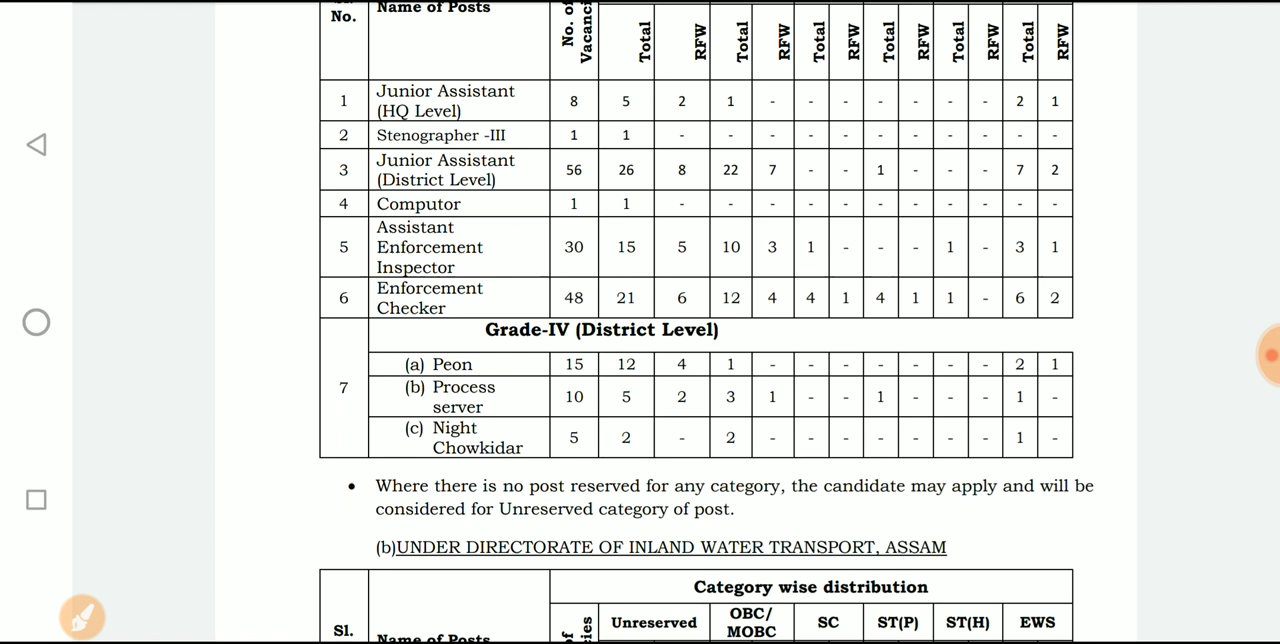 No.
Name of Posts
No. of
Total RFW Total RFW Total RFW Total RFW Total RFW Total RFW
1 Junior Assistant (HQ Level) 8 5 2 1 - - - - - - - 2 1
2 Stenographer -III 1 1 - - - - - - - - - - -
3 Junior Assistant (District Level) 56 26 8 22 7 - - 1 - - - 7 2
4 Computor 1 1 - - - - - - - - - - -
5 Assistant Enforcement Inspector 30 15 5 10 3 1 - - - 1 - 3 1
6 Enforcement Checker 48 21 6 12 4 4 1 4 1 1 - 6 2
7 Grade-IV (District Level)
(a) Peon 15 12 4 1 - - - - - - - 2 1
(b) Process server 10 5 2 3 1 - - 1 - - - 1 -
(c) Night Chowkidar 5 2 - 2 - - - - - - - 1 -
• Where there is no post reserved for any category, the candidate may apply and will be
considered for Unreserved category of post.
(b)UNDER DIRECTORATE OF INLAND WATER TRANSPORT, ASSAM
Category wise distribution
Unreserved OBC/ MOBC SC ST(P) ST(H) EWS
Sl.
Name of Posts
of